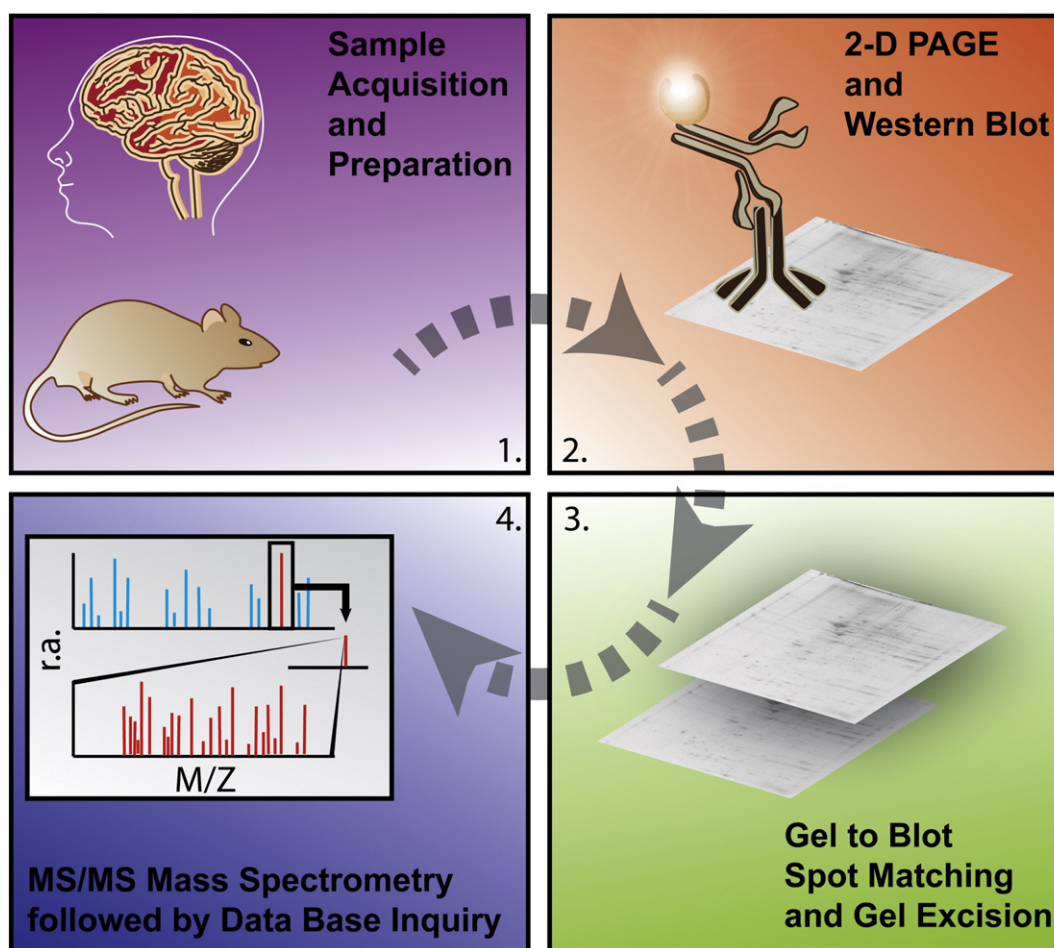 Sample
Acquisition
and
Preparation
1.
2-D PAGE
and
Western Blot
2.
3.
Gel to Blot
Spot Matching
and Gel Excision
4.
r.a.
M/Z
MS/MS Mass Spectrometry
followed by Data Base Inquiry